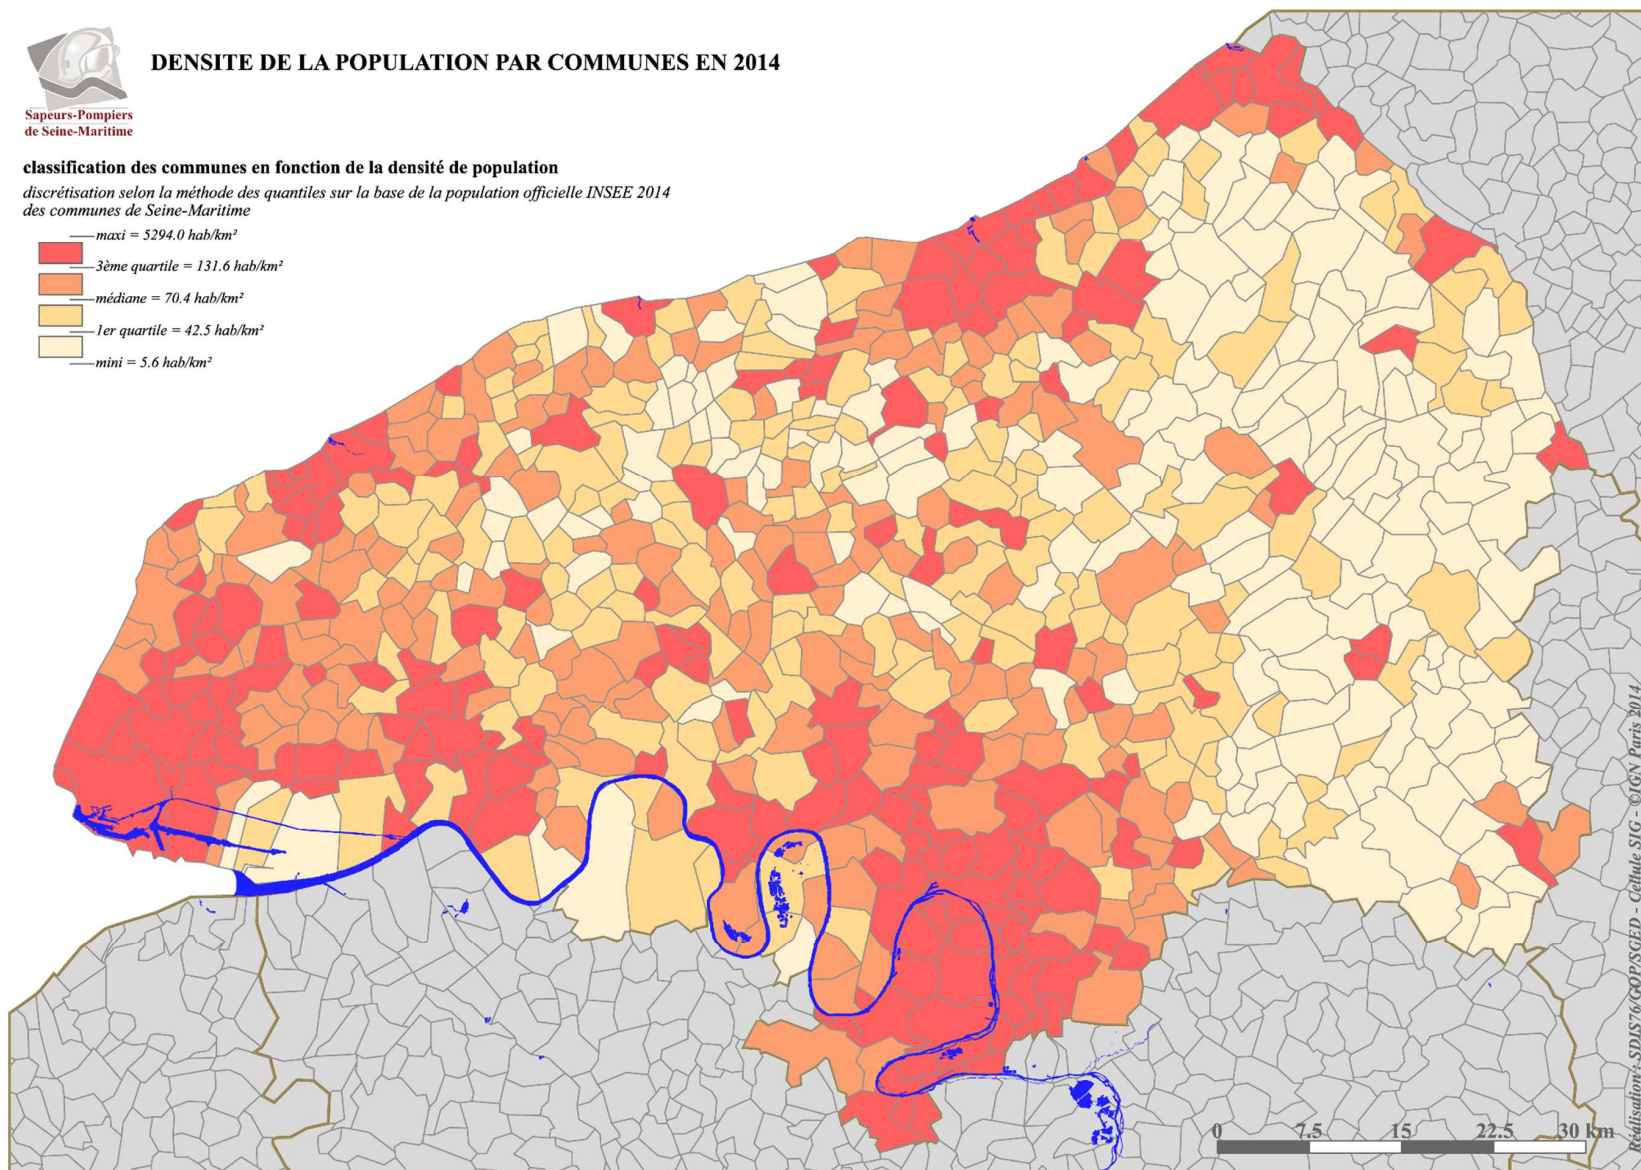 DENSITE DE LA POPULATION PAR COMMUNES EN 2014
Sapeurs-Pompiers
de Seine-Maritime
classification des communes en fonction de la densité de population
discrétisation selon la méthode des quantiles sur la base de la population officielle INSEE 2014
des communes de Seine-Maritime
maxi = 5294.0 hab/km²
3ème quartile = 131.6 hab/km²
médiane = 70.4 hab/km²
1er quartile = 42.5 hab/km²
mini = 5.6 hab/km²
Réalisation : SDIS76/GOP/SGED - Cellule SIG - ©IGN Paris 2014
0 7.5 15 22.5 30 km